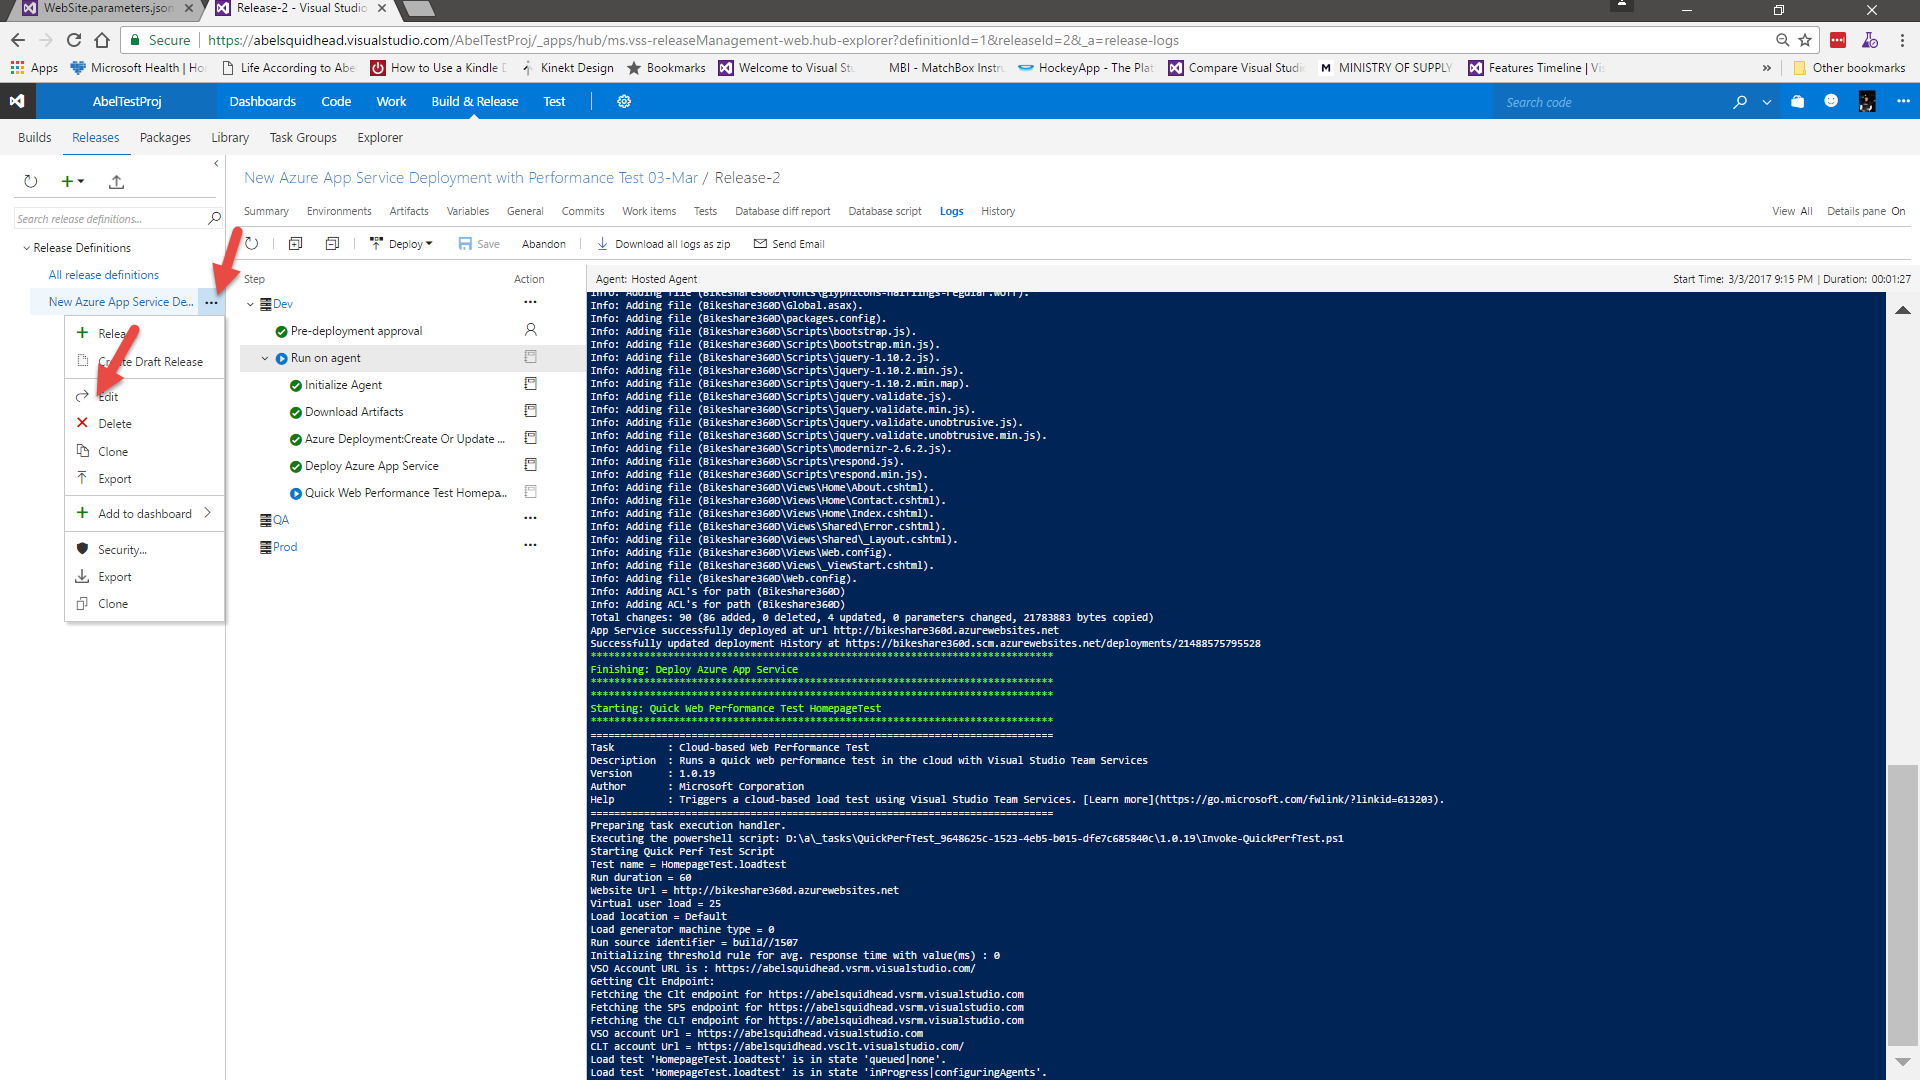 WebSite.parameters.json
Release-2 - Visual Studio
Secure https://abelsquidhead.visualstudio.com/AbelTestProj/_apps/hub/ms.vss-releaseManagement-web.hub-explorer?definitionId=1&releaseId=2&_a=release-logs
Apps Microsoft Health | Ho Life According to Abe How to Use a Kindle D Kinekt Design Bookmarks Welcome to Visual Stu MBI - MatchBox Instru HockeyApp - The Plat Compare Visual Studio MINISTRY OF SUPPLY Features Timeline | Vis » Other bookmarks
AbelTestProj Dashboards Code Work Build & Release Test Search code
Builds Releases Packages Library Task Groups Explorer
New Azure App Service Deployment with Performance Test 03-Mar / Release-2
Summary Environments Artifacts Variables General Commits Work items Tests Database diff report Database script Logs History View All Details pane On
Search release definitions...
Deploy Save Abandon Download all logs as zip Send Email
Release Definitions
All release definitions
New Azure App Service De...
Relea
Create Draft Release
Edit
Delete
Clone
Export
Add to dashboard
Security...
Export
Clone
Step Action
Dev
Pre-deployment approval
Run on agent
Initialize Agent
Download Artifacts
Azure Deployment:Create Or Update ...
Deploy Azure App Service
Quick Web Performance Test Homepa...
QA
Prod
Agent: Hosted Agent Start Time: 3/3/2017 9:15 PM | Duration: 00:01:27
Info: Adding file (Bikeshare360D\fonts\glyphicons-halflings-regular.woff).
Info: Adding file (Bikeshare360D\Global.asax).
Info: Adding file (Bikeshare360D\packages.config).
Info: Adding file (Bikeshare360D\Scripts\bootstrap.js).
Info: Adding file (Bikeshare360D\Scripts\bootstrap.min.js).
Info: Adding file (Bikeshare360D\Scripts\jquery-1.10.2.js).
Info: Adding file (Bikeshare360D\Scripts\jquery-1.10.2.min.js).
Info: Adding file (Bikeshare360D\Scripts\jquery-1.10.2.min.map).
Info: Adding file (Bikeshare360D\Scripts\jquery.validate.js).
Info: Adding file (Bikeshare360D\Scripts\jquery.validate.min.js).
Info: Adding file (Bikeshare360D\Scripts\jquery.validate.unobtrusive.js).
Info: Adding file (Bikeshare360D\Scripts\jquery.validate.unobtrusive.min.js).
Info: Adding file (Bikeshare360D\Scripts\modernizr-2.6.2.js).
Info: Adding file (Bikeshare360D\Scripts\respond.js).
Info: Adding file (Bikeshare360D\Scripts\respond.min.js).
Info: Adding file (Bikeshare360D\Views\Home\About.cshtml).
Info: Adding file (Bikeshare360D\Views\Home\Contact.cshtml).
Info: Adding file (Bikeshare360D\Views\Home\Index.cshtml).
Info: Adding file (Bikeshare360D\Views\Shared\Error.cshtml).
Info: Adding file (Bikeshare360D\Views\Shared\_Layout.cshtml).
Info: Adding file (Bikeshare360D\Views\Web.config).
Info: Adding file (Bikeshare360D\Views\_ViewStart.cshtml).
Info: Adding file (Bikeshare360D\Web.config).
Info: Adding ACL's for path (Bikeshare360D)
Info: Adding ACL's for path (Bikeshare360D)
Total changes: 90 (86 added, 0 deleted, 4 updated, 0 parameters changed, 21783883 bytes copied)
App Service successfully deployed at url http://bikeshare360d.azurewebsites.net
Successfully updated deployment History at https://bikeshare360d.scm.azurewebsites.net/deployments/21488575795528
******************************************************************************
Finishing: Deploy Azure App Service
******************************************************************************
******************************************************************************
Starting: Quick Web Performance Test HomepageTest
******************************************************************************
==============================================================================
Task : Cloud-based Web Performance Test
Description : Runs a quick web performance test in the cloud with Visual Studio Team Services
Version : 1.0.19
Author : Microsoft Corporation
Help : Triggers a cloud-based load test using Visual Studio Team Services. [Learn more](https://go.microsoft.com/fwlink/?linkid=613203).
==============================================================================
Preparing task execution handler.
Executing the powershell script: D:\a\_tasks\QuickPerfTest_9648625c-1523-4eb5-b015-dfe7c685840c\1.0.19\Invoke-QuickPerfTest.ps1
Starting Quick Perf Test Script
Test name = HomepageTest.loadtest
Run duration = 60
Website Url = http://bikeshare360d.azurewebsites.net
Virtual user load = 25
Load location = Default
Load generator machine type = 0
Run source identifier = build//1507
Initializing threshold rule for avg. response time with value(ms) : 0
VSO Account URL is : https://abelsquidhead.vsrm.visualstudio.com/
Getting Clt Endpoint:
Fetching the Clt endpoint for https://abelsquidhead.vsrm.visualstudio.com
Fetching the SPS endpoint for https://abelsquidhead.vsrm.visualstudio.com
Fetching the CLT endpoint for https://abelsquidhead.vsrm.visualstudio.com
VSO account Url = https://abelsquidhead.visualstudio.com
CLT account Url = https://abelsquidhead.vsclt.visualstudio.com/
Load test 'HomepageTest.loadtest' is in state 'queued|none'.
Load test 'HomepageTest.loadtest' is in state 'inProgress|configuringAgents'.